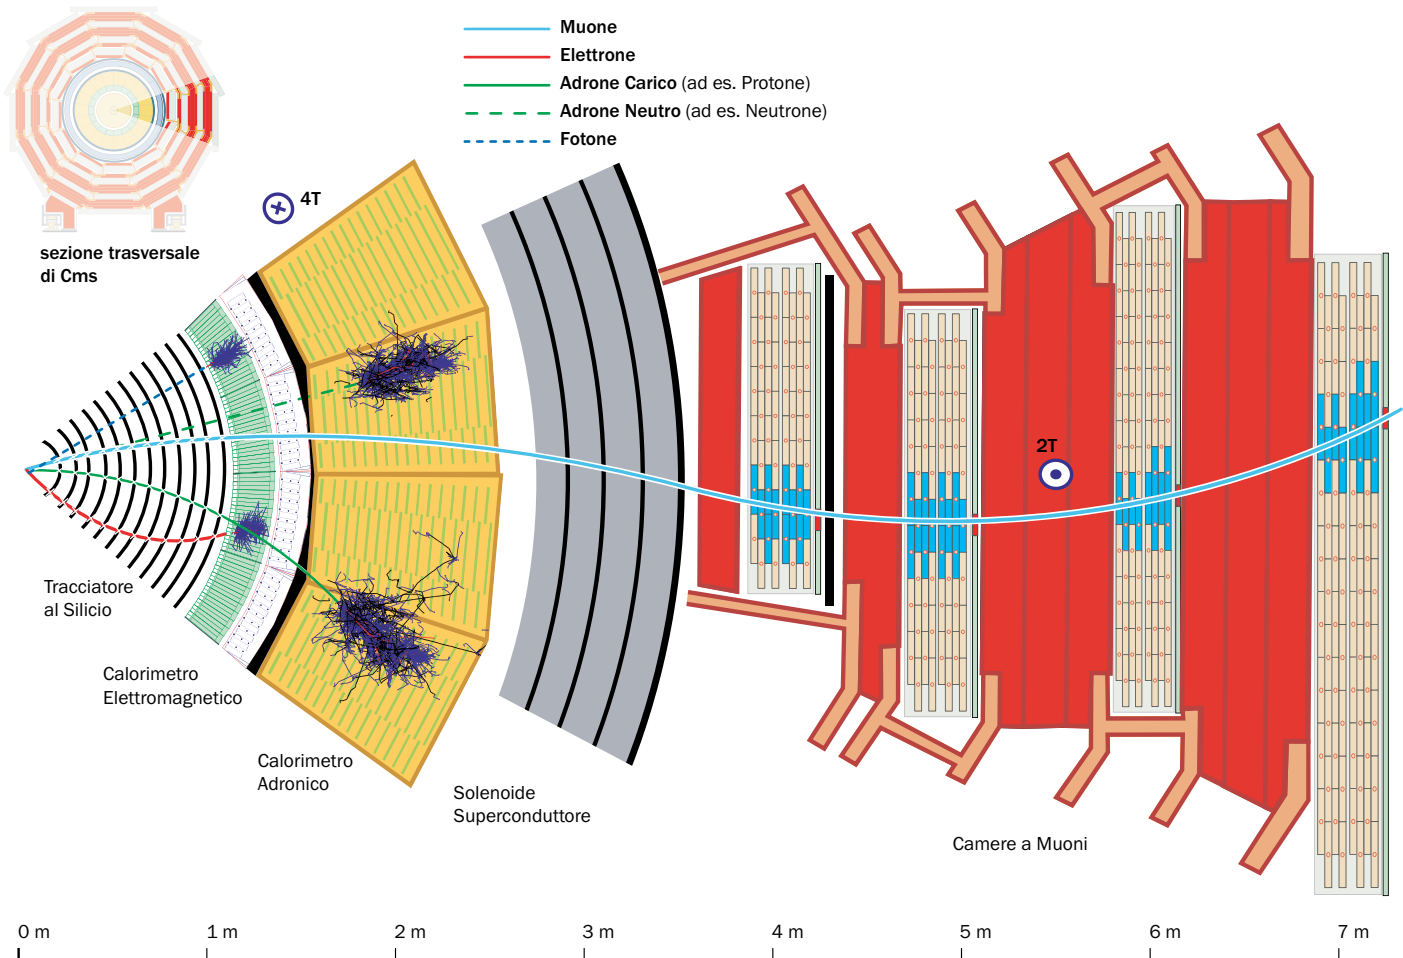 Muone
Elettrone
Adrone Carico (ad es. Protone)
Adrone Neutro (ad es. Neutrone)
Fotone
4T
sezione trasversale
di Cms
2T
Tracciatore
al Silicio
Calorimetro
Elettromagnetico
Calorimetro
Adronico
Solenoide
Superconduttore
Camere a Muoni
0 m
1 m
2 m
3 m
4 m
5 m
6 m
7 m